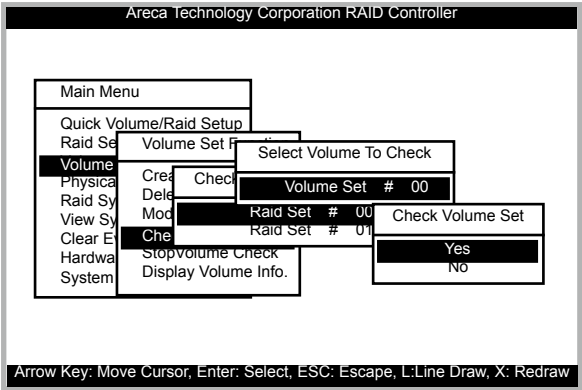 Areca Technology Corporation RAID Controller
Main Menu
Quick Volume/Raid Setup
Raid Se
Volume
Physica
Raid Sy
View Sy
Clear E
Hardwa
System
Volume Set F
Crea
Dele
Mod
Che
StopVolume Check
Display Volume Info.
Check
Select Volume To Check
Volume Set # 00
Raid Set # 00
Raid Set # 01
Check Volume Set
Yes
No
Arrow Key: Move Cursor, Enter: Select, ESC: Escape, L:Line Draw, X: Redraw